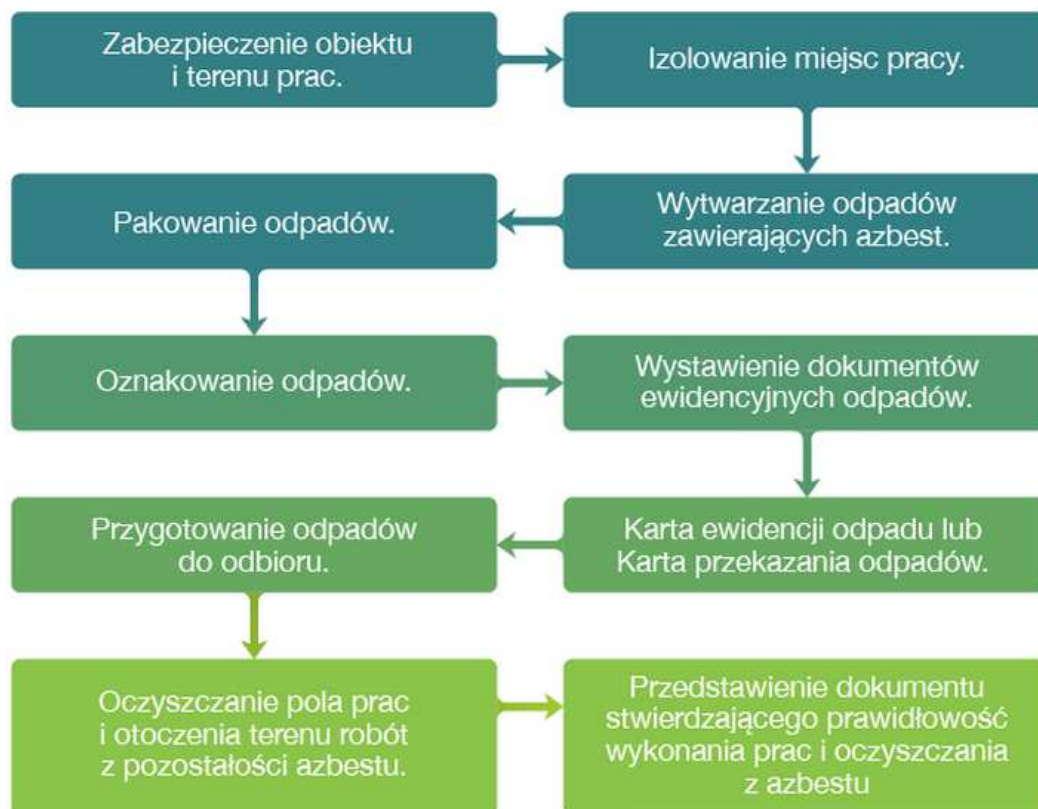 Zabezpieczenie obiektu
i terenu prac.
Izolowanie miejsc pracy.
Wytwarzanie odpadów
zawierających azbest.
Pakowanie odpadów.
Oznakowanie odpadów.
Wystawienie dokumentów
ewidencyjnych odpadów.
Karta ewidencji odpadu lub
Karta przekazania odpadów.
Przygotowanie odpadów
do odbioru.
Oczyszczanie pola prac
i otoczenia terenu robót
z pozostałości azbestu.
Przedstawienie dokumentu
stwierdzającego prawidłowość
wykonania prac i oczyszczania
z azbestu